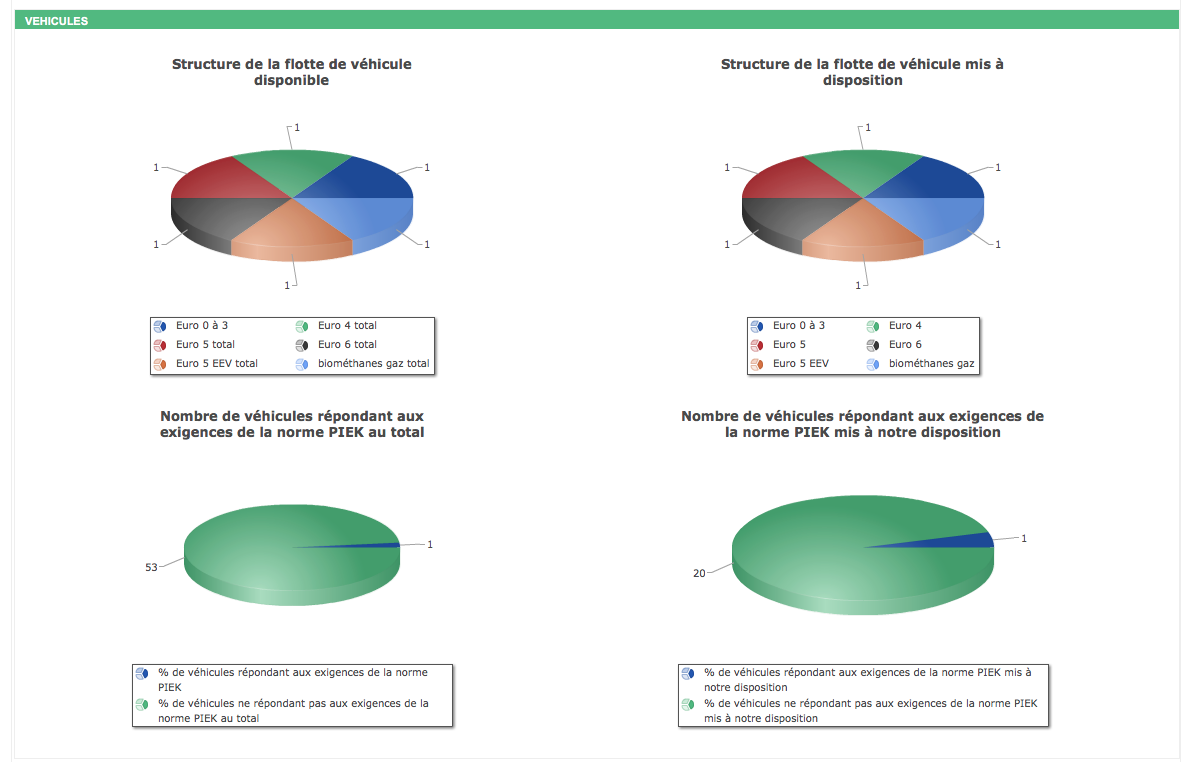 VEHICULES
Structure de la flotte de véhicule
disponible
1
1
1
1
1
1
Euro 0 à 3
Euro 4 total
Euro 5 total
Euro 6 total
Euro 5 EEV total
biométhanes gaz total
Structure de la flotte de véhicule mis à
disposition
1
1
1
1
1
1
Euro 0 à 3
Euro 4
Euro 5
Euro 6
Euro 5 EEV
biométhanes gaz
Nombre de véhicules répondant aux
exigences de la norme PIEK au total
1
53
% de véhicules répondant aux exigences de la norme
PIEK
% de véhicules ne répondant pas aux exigences de la
norme PIEK au total
Nombre de véhicules répondant aux exigences de
la norme PIEK mis à notre disposition
1
20
% de véhicules répondant aux exigences de la norme PIEK mis à
notre disposition
% de véhicules ne répondant pas aux exigences de la norme PIEK
mis à notre disposition